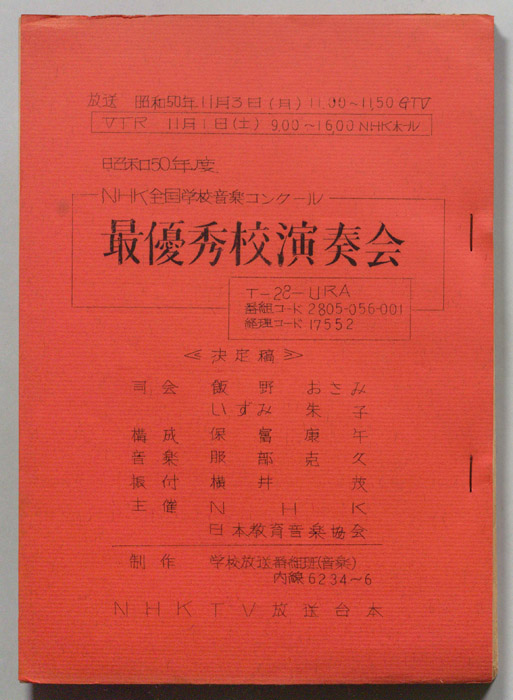 放送 昭和50年11月3日(月) 11.00~11.50 GTV
VTR 11月1日(土) 9.00~16.00 NHKホール
昭和50年度
NHK全国学校音楽コンクール
最優秀校演奏会
T-28-URA
番組コード 2805-056-001
経理コード 17552
≪決定稿≫
司会 飯野 おさみ
いずみ 朱子
構成 保富康午
音楽 服部克久
振付 横井 茂
主催 NHK
日本教育音楽協会
制作 学校放送番組班(音楽)
内線6234~6
NHKTV放送台本